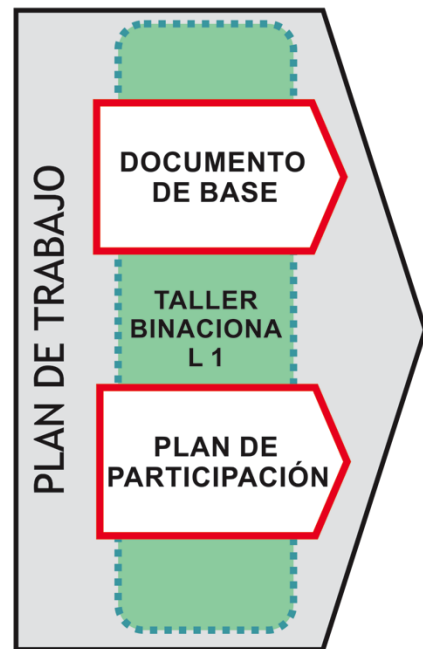 PLAN DE TRABAJO
DOCUMENTO
DE BASE
TALLER
BINACIONA
L 1
PLAN DE
PARTICIPACIÓN